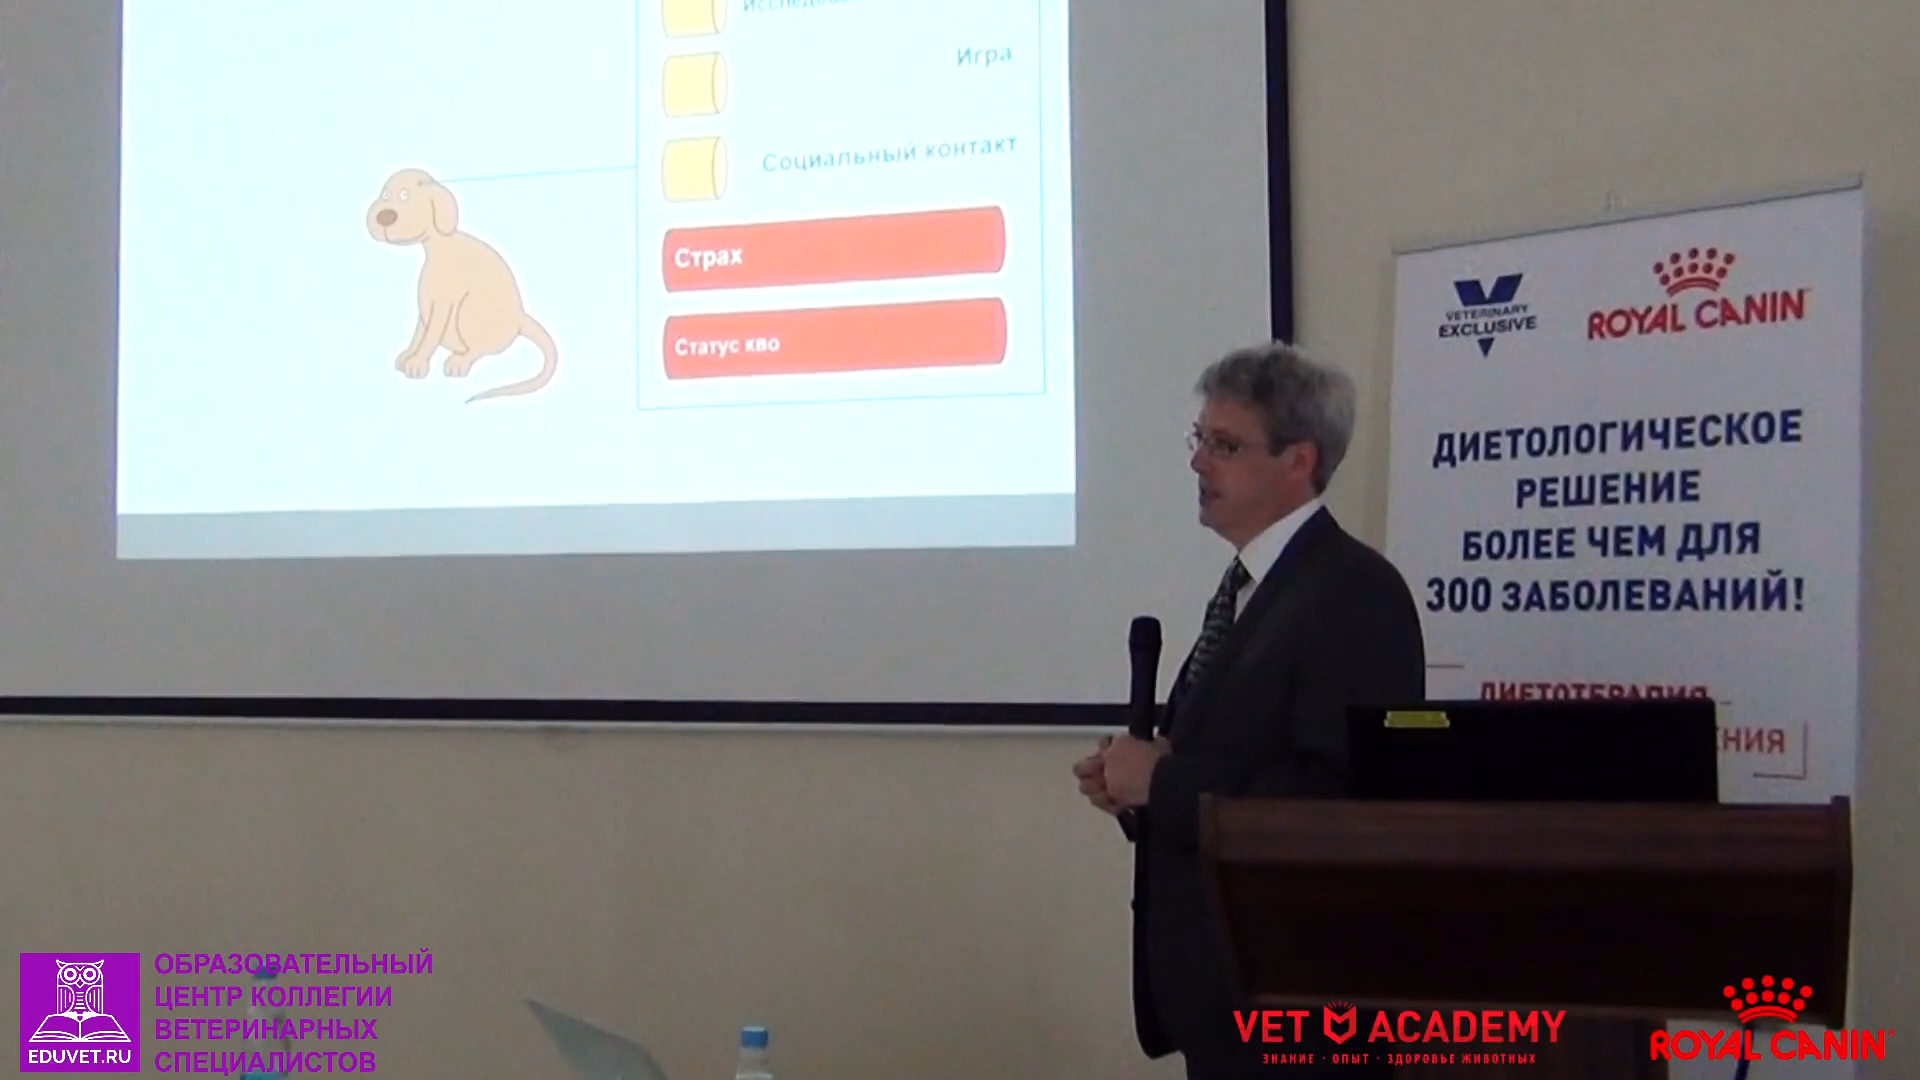 Игра
Социальный контакт
Страх
Статус кво
VETERINARY
EXCLUSIVE
ROYAL CANIN
ДИЕТОЛОГИЧЕСКОЕ
РЕШЕНИЕ
БОЛЕЕ ЧЕМ ДЛЯ
300 ЗАБОЛЕВАНИЙ!
ДИЕТОТЕРАПИЯ
ОБРАЗОВАТЕЛЬНЫЙ
ЦЕНТР КОЛЛЕГИИ
ВЕТЕРИНАРНЫХ
СПЕЦИАЛИСТОВ
EDUVET.RU
VET ACADEMY
ЗНАНИЕ · ОПЫТ · ЗДОРОВЬЕ ЖИВОТНЫХ
ROYAL CANIN